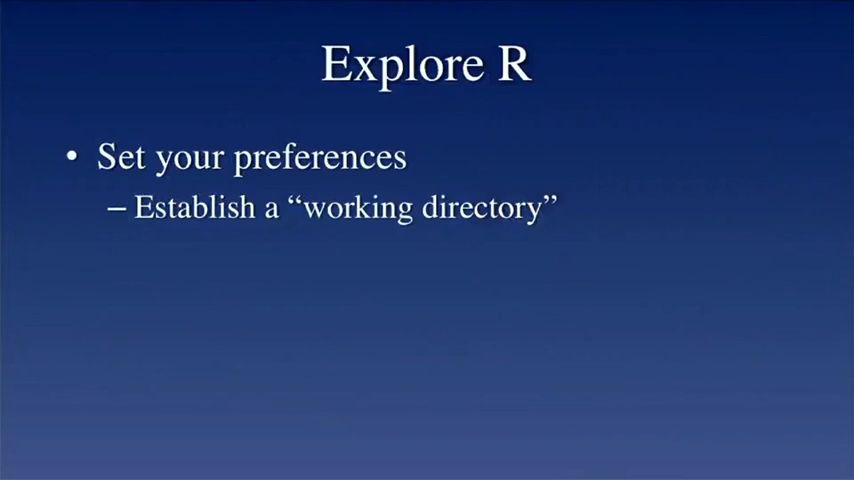 Explore R
• Set your preferences
– Establish a “working directory”